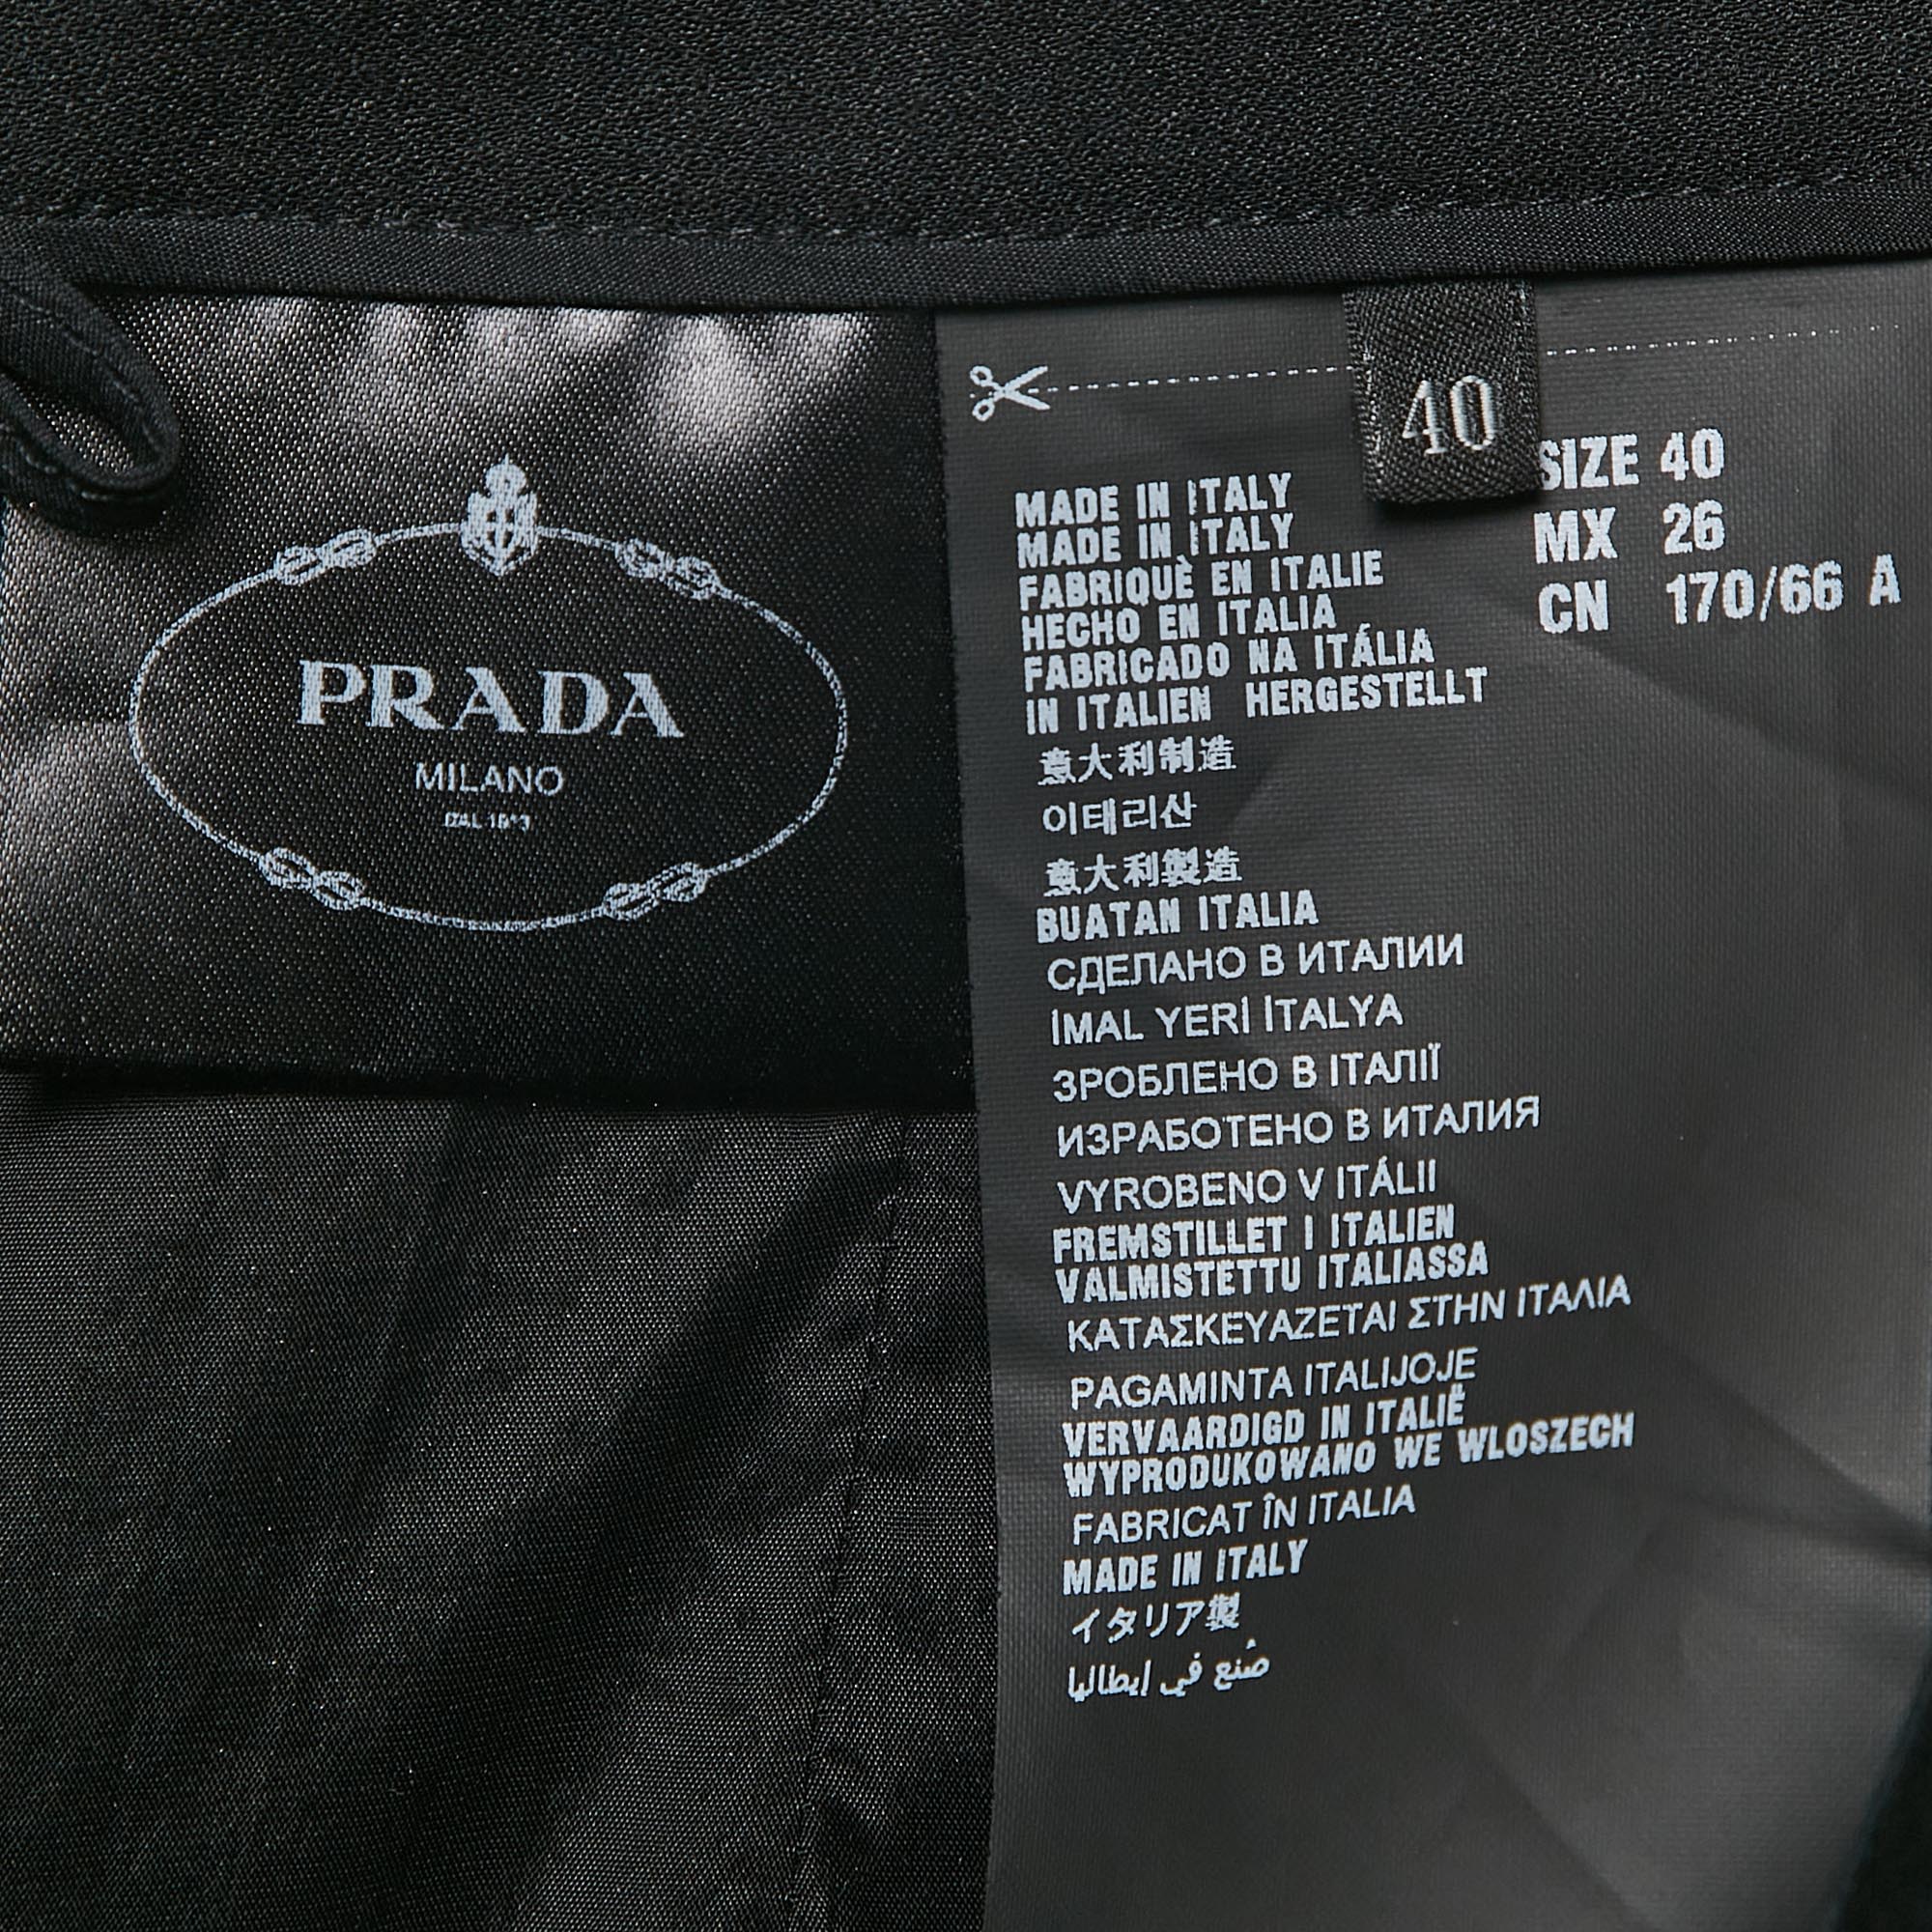 PRADA
MILANO
DAL 1913
40
SIZE 40
MX 26
CN 170/66 A
MADE IN ITALY
MADE IN ITALY
FABRIQUÈ EN ITALIE
HECHO EN ITALIA
FABRICADO NA ITÁLIA
IN ITALIEN HERGESTELLT
意大利制造
이태리산
意大利製造
BUATAN ITALIA
СДЕЛАНО В ИТАЛИИ
İMAL YERİ İTALYA
ЗРОБЛЕНО В ІТАЛІЇ
ИЗРАБОТЕНО В ИТАЛИЯ
VYROBENO V ITÁLII
FREMSTILLET I ITALIEN
VALMISTETTU ITALIASSA
ΚΑΤΑΣΚΕΥΑΖΕΤΑΙ ΣΤΗΝ ΙΤΑΛΙΑ
PAGAMINTA ITALIJOJE
VERVAARDIGD IN ITALIË
WYPRODUKOWANO WE WLOSZECH
FABRICAT ÎN ITALIA
MADE IN ITALY
イタリア製
صُنع في إيطاليا